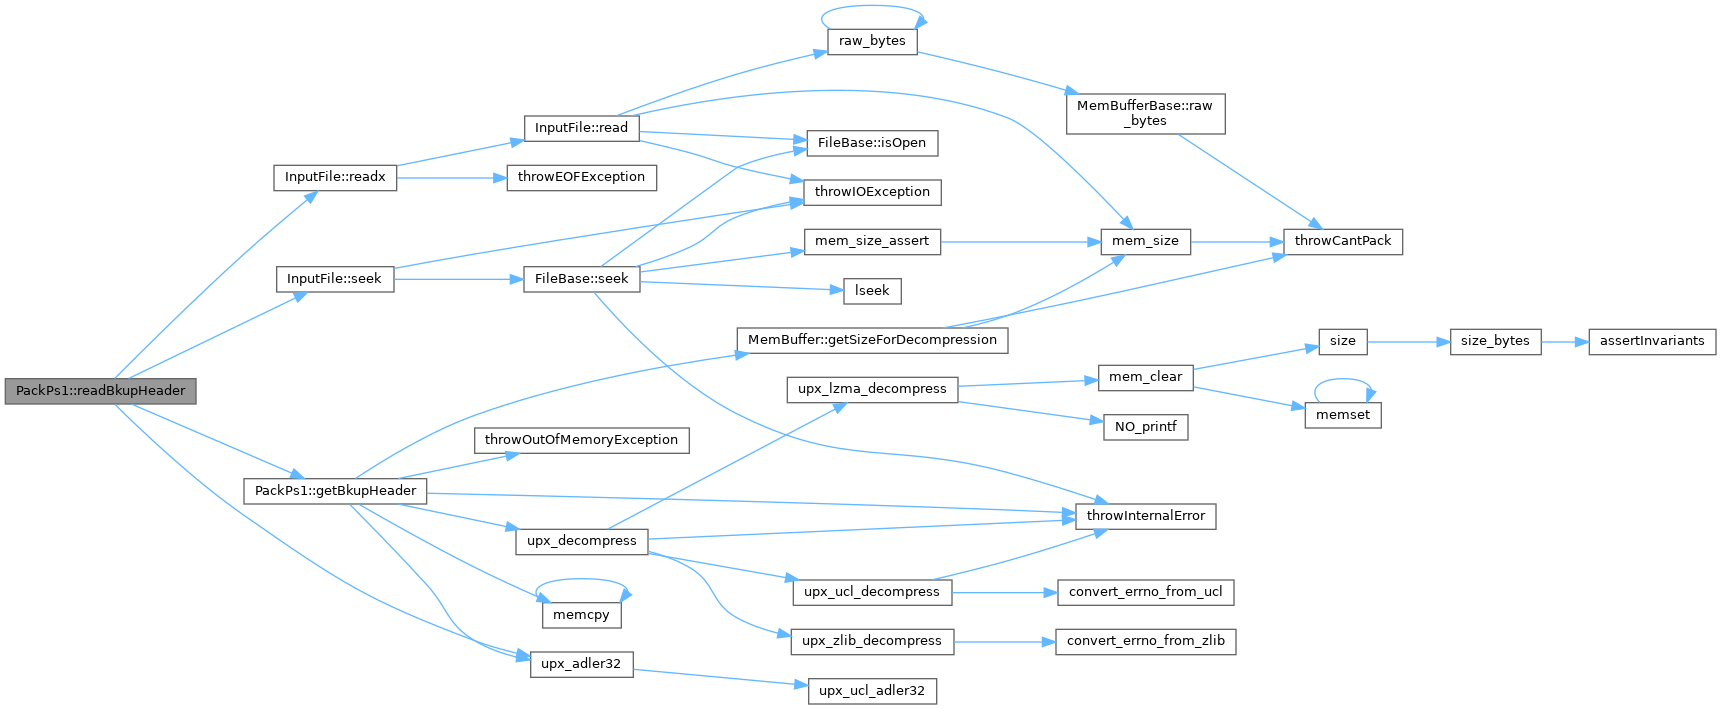 raw_bytes
MemBufferBase::raw
_bytes
InputFile::read
FileBase::isOpen
InputFile::readx
throwEOFException
throwIOException
mem_size_assert
mem_size
throwCantPack
InputFile::seek
FileBase::seek
lseek
MemBuffer::getSizeForDecompression
size
size_bytes
assertInvariants
PackPs1::readBkupHeader
upx_lzma_decompress
mem_clear
memset
NO_printf
throwOutOfMemoryException
PackPs1::getBkupHeader
throwInternalError
upx_decompress
upx_ucl_decompress
convert_errno_from_ucl
memcpy
upx_zlib_decompress
convert_errno_from_zlib
upx_adler32
upx_ucl_adler32